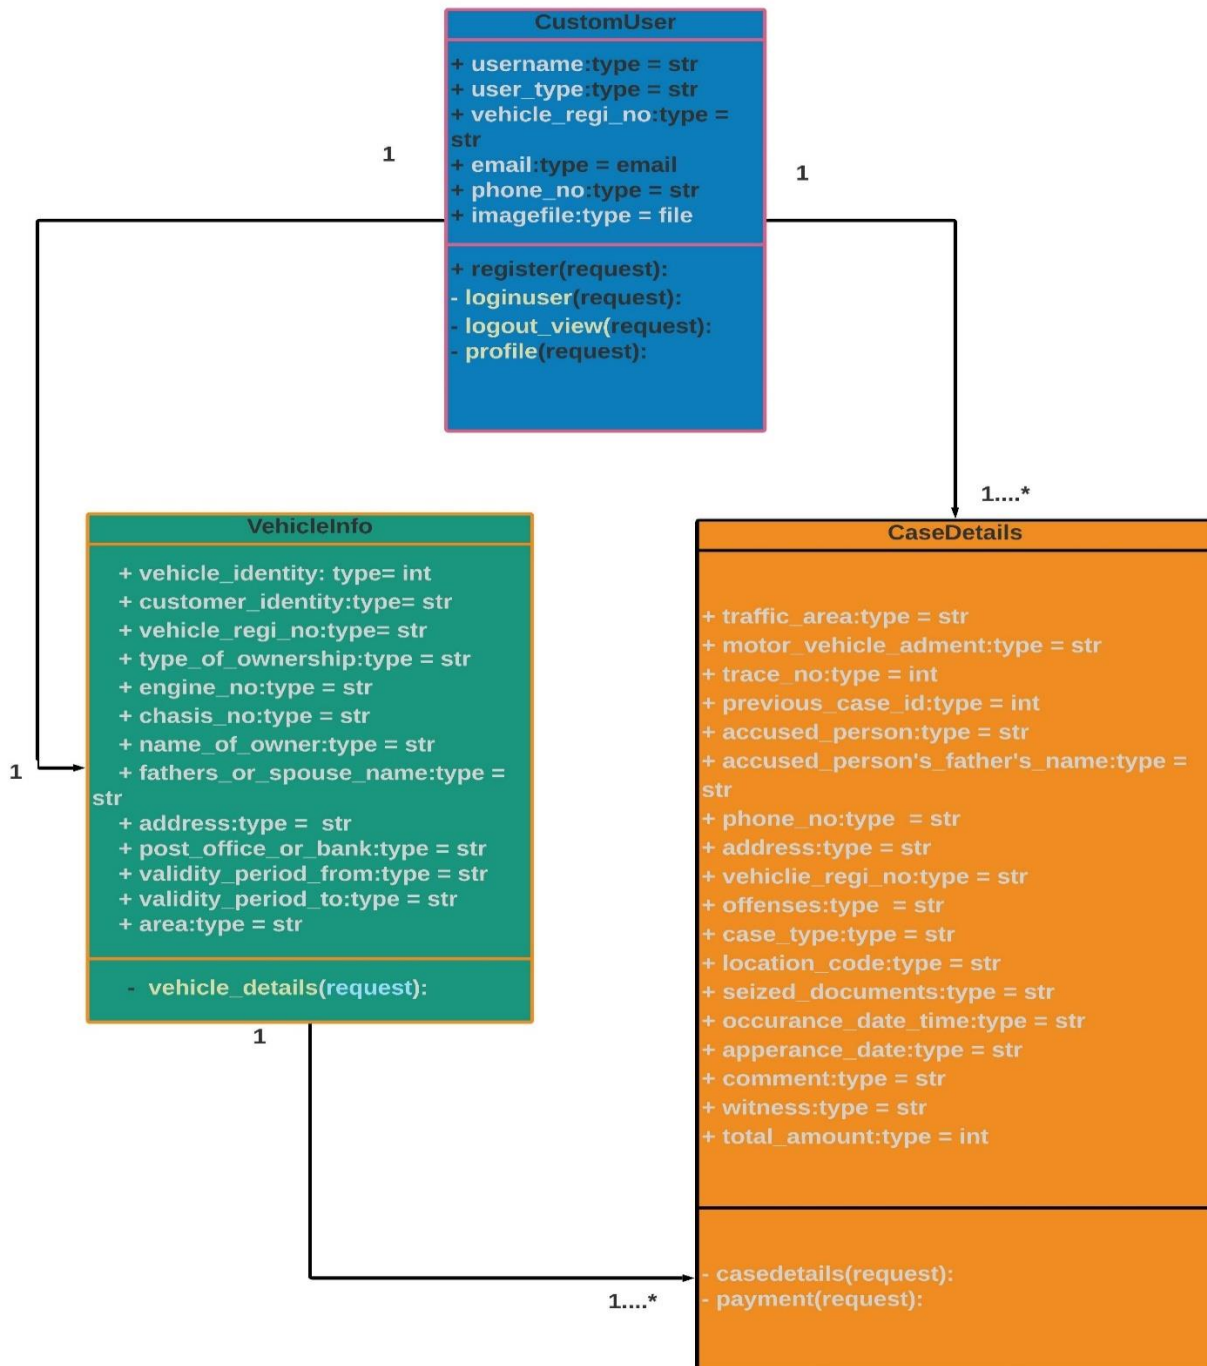 CustomUser
+ username:type = str
+ user_type:type = str
+ vehicle_regi_no:type =
str
+ email:type = email
+ phone_no:type = str
+ imagefile:type = file
+ register(request):
- loginuser(request):
- logout_view(request):
- profile(request):
1
1
1....*
1
VehicleInfo
+ vehicle_identity: type= int
+ customer_identity:type= str
+ vehicle_regi_no:type= str
+ type_of_ownership:type = str
+ engine_no:type = str
+ chasis_no:type = str
+ name_of_owner:type = str
+ fathers_or_spouse_name:type =
str
+ address:type =  str
+ post_office_or_bank:type = str
+ validity_period_from:type = str
+ validity_period_to:type = str
+ area:type = str
- vehicle_details(request):
1
1....*
CaseDetails
+ traffic_area:type = str
+ motor_vehicle_adment:type = str
+ trace_no:type = int
+ previous_case_id:type = int
+ accused_person:type = str
+ accused_person's_father's_name:type =
str
+ phone_no:type  = str
+ address:type = str
+ vehiclie_regi_no:type = str
+ offenses:type  = str
+ case_type:type = str
+ location_code:type = str
+ seized_documents:type = str
+ occurance_date_time:type = str
+ apperance_date:type = str
+ comment:type = str
+ witness:type = str
+ total_amount:type = int
- casedetails(request):
- payment(request):